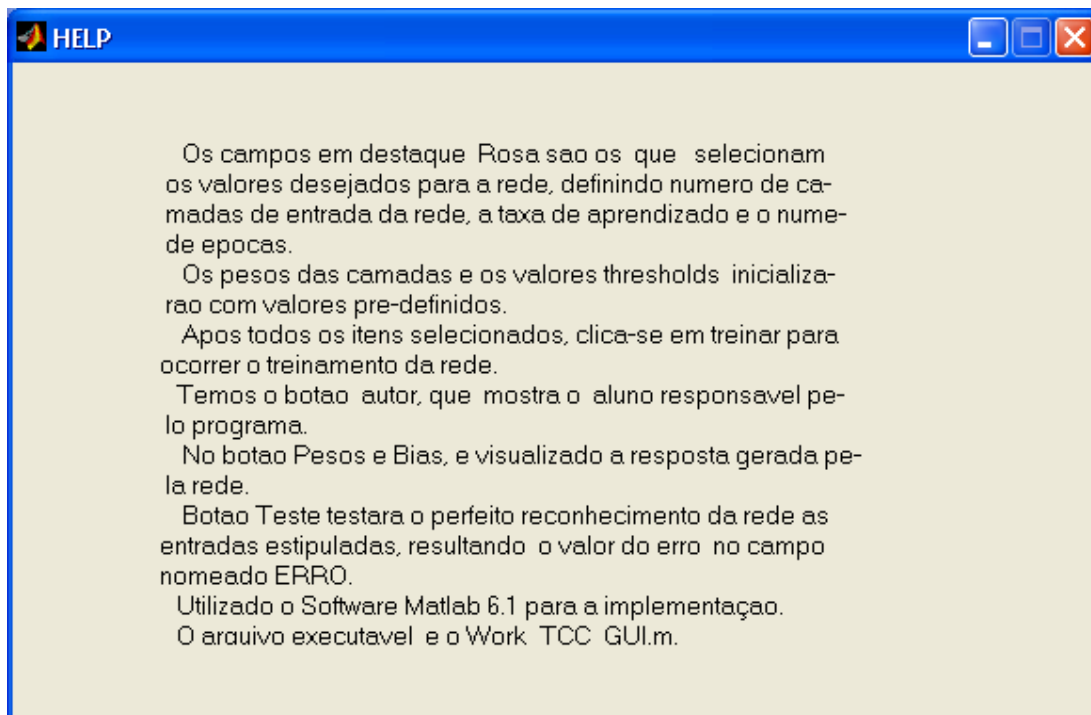 HELP
Os campos em destaque Rosa sao os que selecionam
os valores desejados para a rede, definindo numero de ca-
madas de entrada da rede, a taxa de aprendizado e o nume-
de epocas.
Os pesos das camadas e os valores thresholds inicializa-
rao com valores pre-definidos.
Apos todos os itens selecionados, clica-se em treinar para
ocorrer o treinamento da rede.
Temos o botao autor, que mostra o aluno responsavel pe-
lo programa.
No botao Pesos e Bias, e visualizado a resposta gerada pe-
la rede.
Botao Teste testara o perfeito reconhecimento da rede as
entradas estipuladas, resultando o valor do erro no campo
nomeado ERRO.
Utilizado o Software Matlab 6.1 para a implementaçao.
O arquivo executavel e o Work TCC GUI.m.